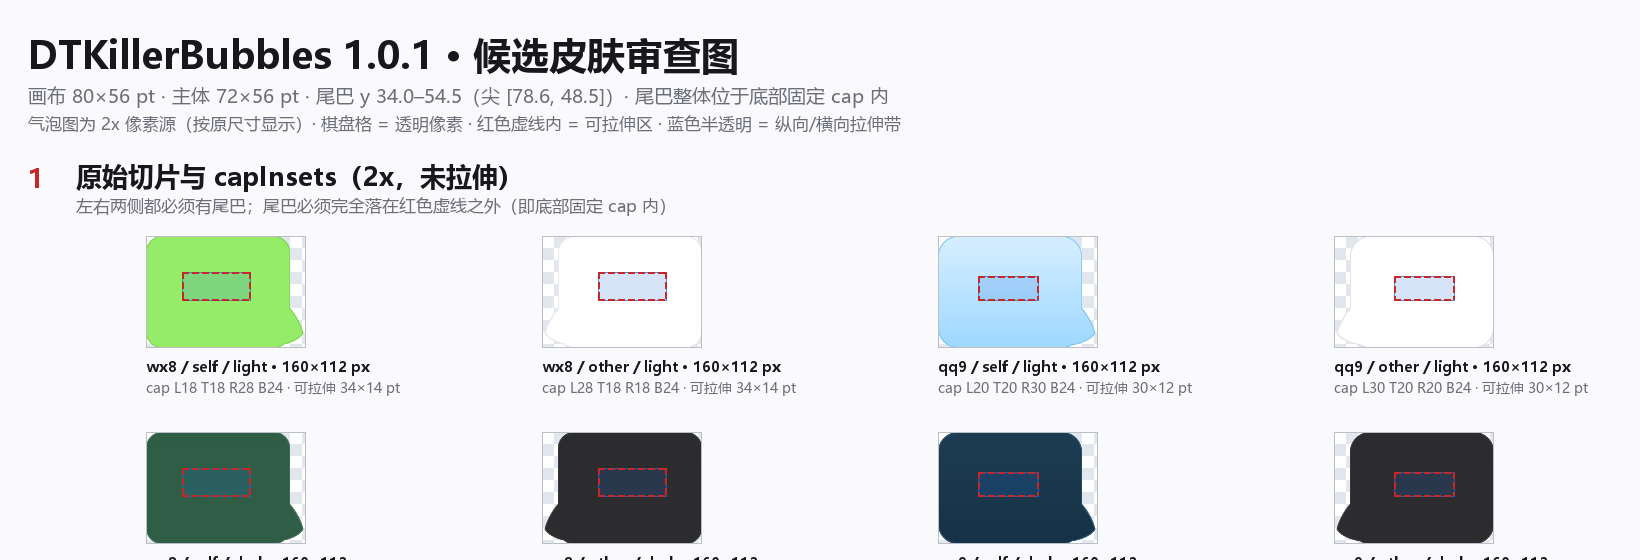 DTKillerBubbles 1.0.1 • 候选皮肤审查图
画布 80×56 pt · 主体 72×56 pt · 尾巴 y 34.0–54.5（尖 [78.6, 48.5]）· 尾巴整体位于底部固定 cap 内
气泡图为 2x 像素源（按原尺寸显示）· 棋盘格 = 透明像素 · 红色虚线内 = 可拉伸区 · 蓝色半透明 = 纵向/横向拉伸带
1 原始切片与 capInsets（2x，未拉伸）
左右两侧都必须有尾巴；尾巴必须完全落在红色虚线之外（即底部固定 cap 内）
wx8 / self / light • 160×112 px
cap L18 T18 R28 B24 · 可拉伸 34×14 pt
wx8 / other / light • 160×112 px
cap L28 T18 R18 B24 · 可拉伸 34×14 pt
qq9 / self / light • 160×112 px
cap L20 T20 R30 B24 · 可拉伸 30×12 pt
qq9 / other / light • 160×112 px
cap L30 T20 R20 B24 · 可拉伸 30×12 pt